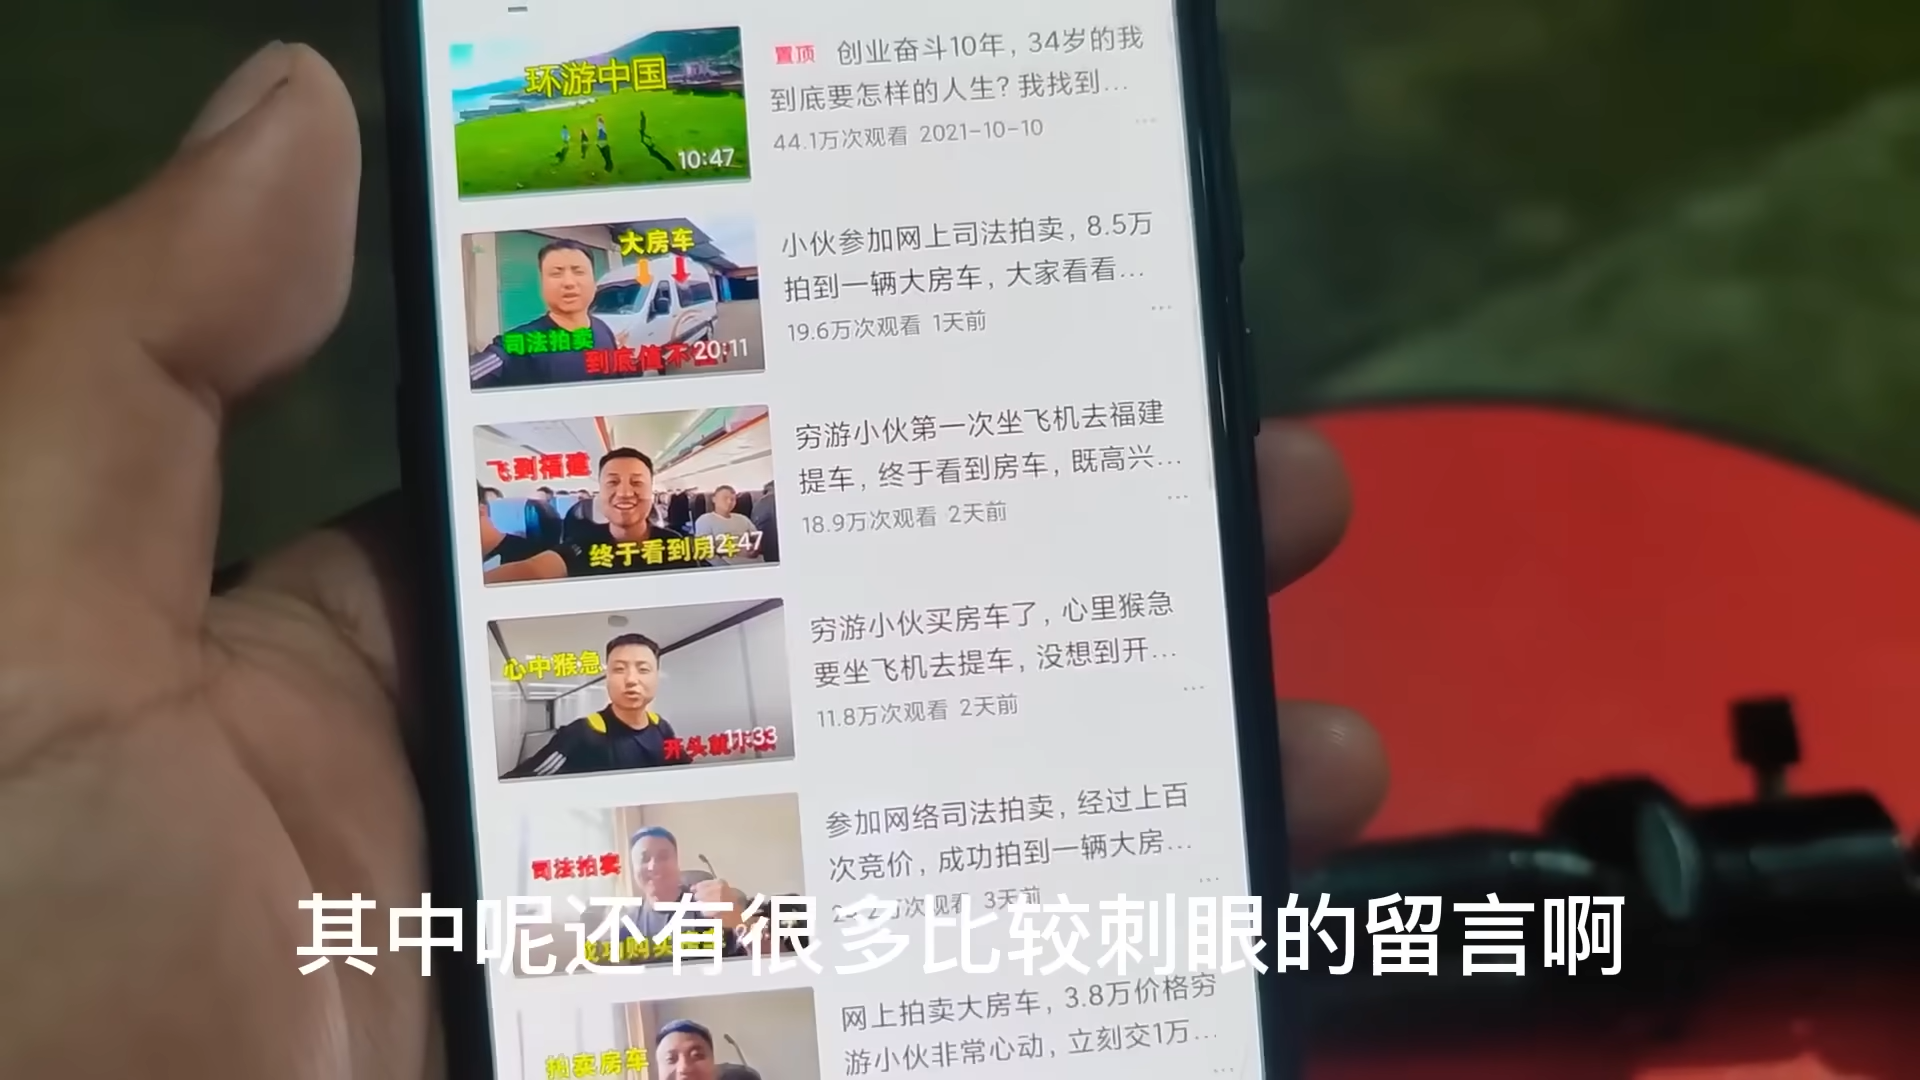 环游中国
10:47
置顶 创业奋斗10年，34岁的我
到底要怎样的人生？我找到...
44.1万次观看 2021-10-10
大房车
司法拍卖
到底值不
20:11
小伙参加网上司法拍卖，8.5万
拍到一辆大房车，大家看看...
19.6万次观看 1天前
飞到福建
终于看到房车
12:47
穷游小伙第一次坐飞机去福建
提车，终于看到房车，既高兴...
18.9万次观看 2天前
心中猴急
开头就不
11:33
穷游小伙买房车了，心里猴急
要坐飞机去提车，没想到开...
11.8万次观看 2天前
司法拍卖
成功购买
参加网络司法拍卖，经过上百
次竞价，成功拍到一辆大房...
万次观看 3天前
其中呢还有很多比较刺眼的留言啊
拍卖房车
网上拍卖大房车，3.8万价格穷
游小伙非常心动，立刻交1万...